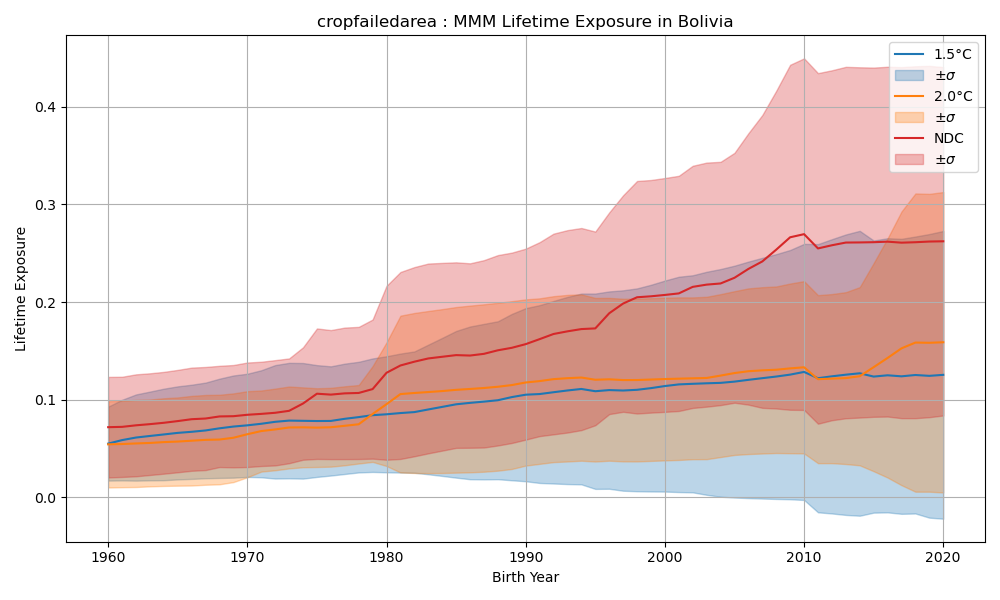 cropfailedarea : MMM Lifetime Exposure in Bolivia
Lifetime Exposure
0.4
0.3
0.2
0.1
0.0
1.5°C
±σ
2.0°C
±σ
NDC
±σ
1960 1970 1980 1990 2000 2010 2020
Birth Year